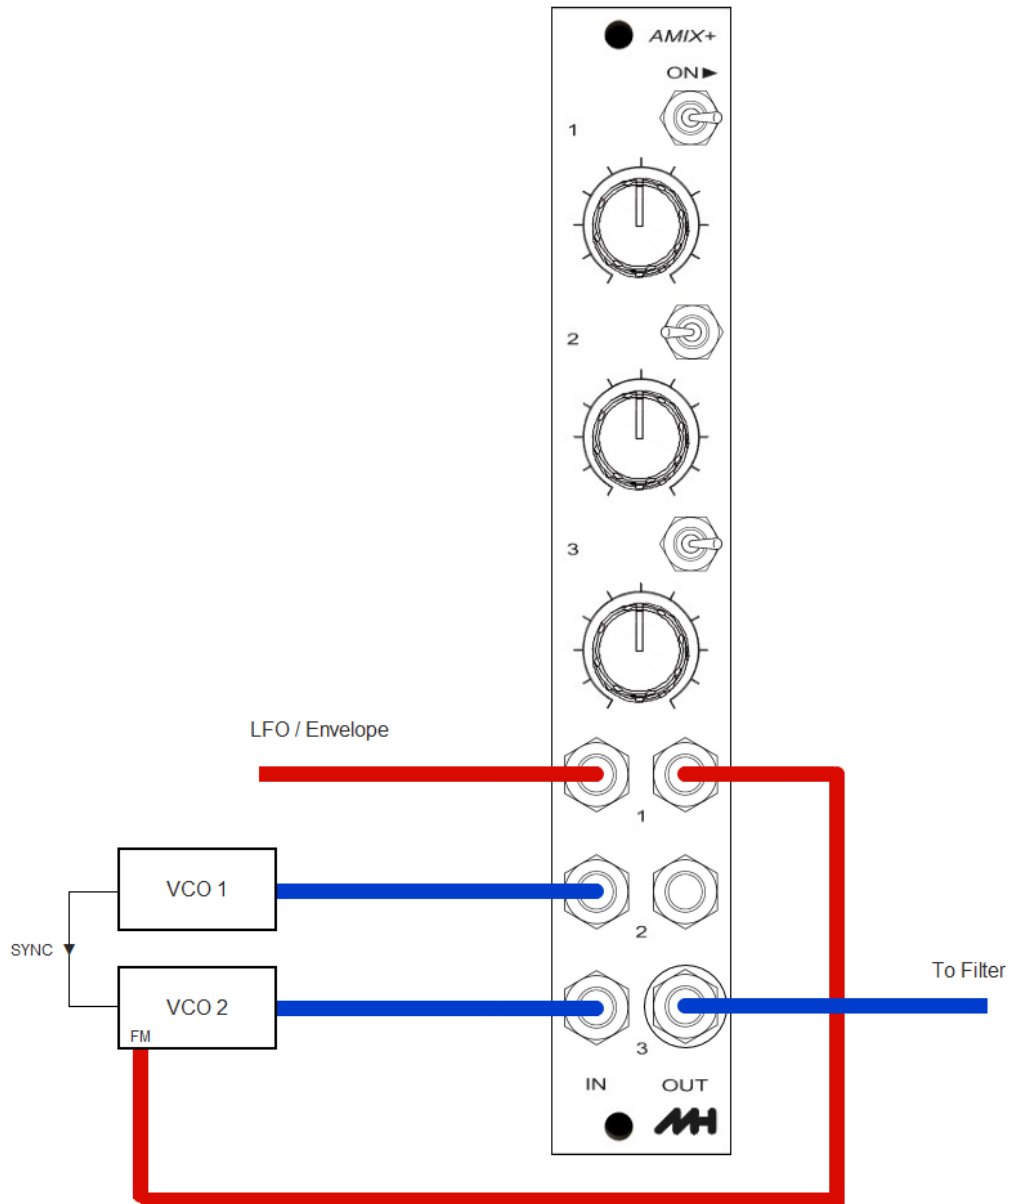 AMIX+
ON▶
1
2
3
LFO / Envelope
1
VCO 1
2
SYNC
To Filter
VCO 2
FM
3
IN OUT
MH